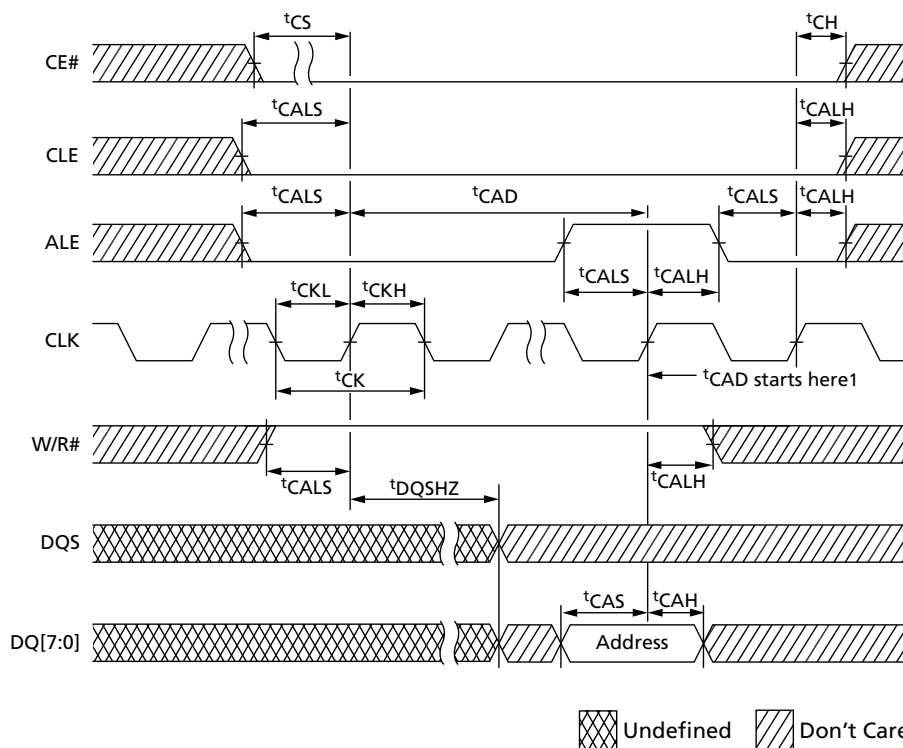 tCS tCH
CE#
tCALS tCALH
CLE
tCALS tCAD tCALS tCALH
ALE
tCALS tCALH
tCKL tCKH
CLK
tCK tCAD starts here1
W/R#
tCALS tCALH
tDQSHZ
DQS
tCAS tCAH
DQ[7:0] Address
Undefined Don't Care